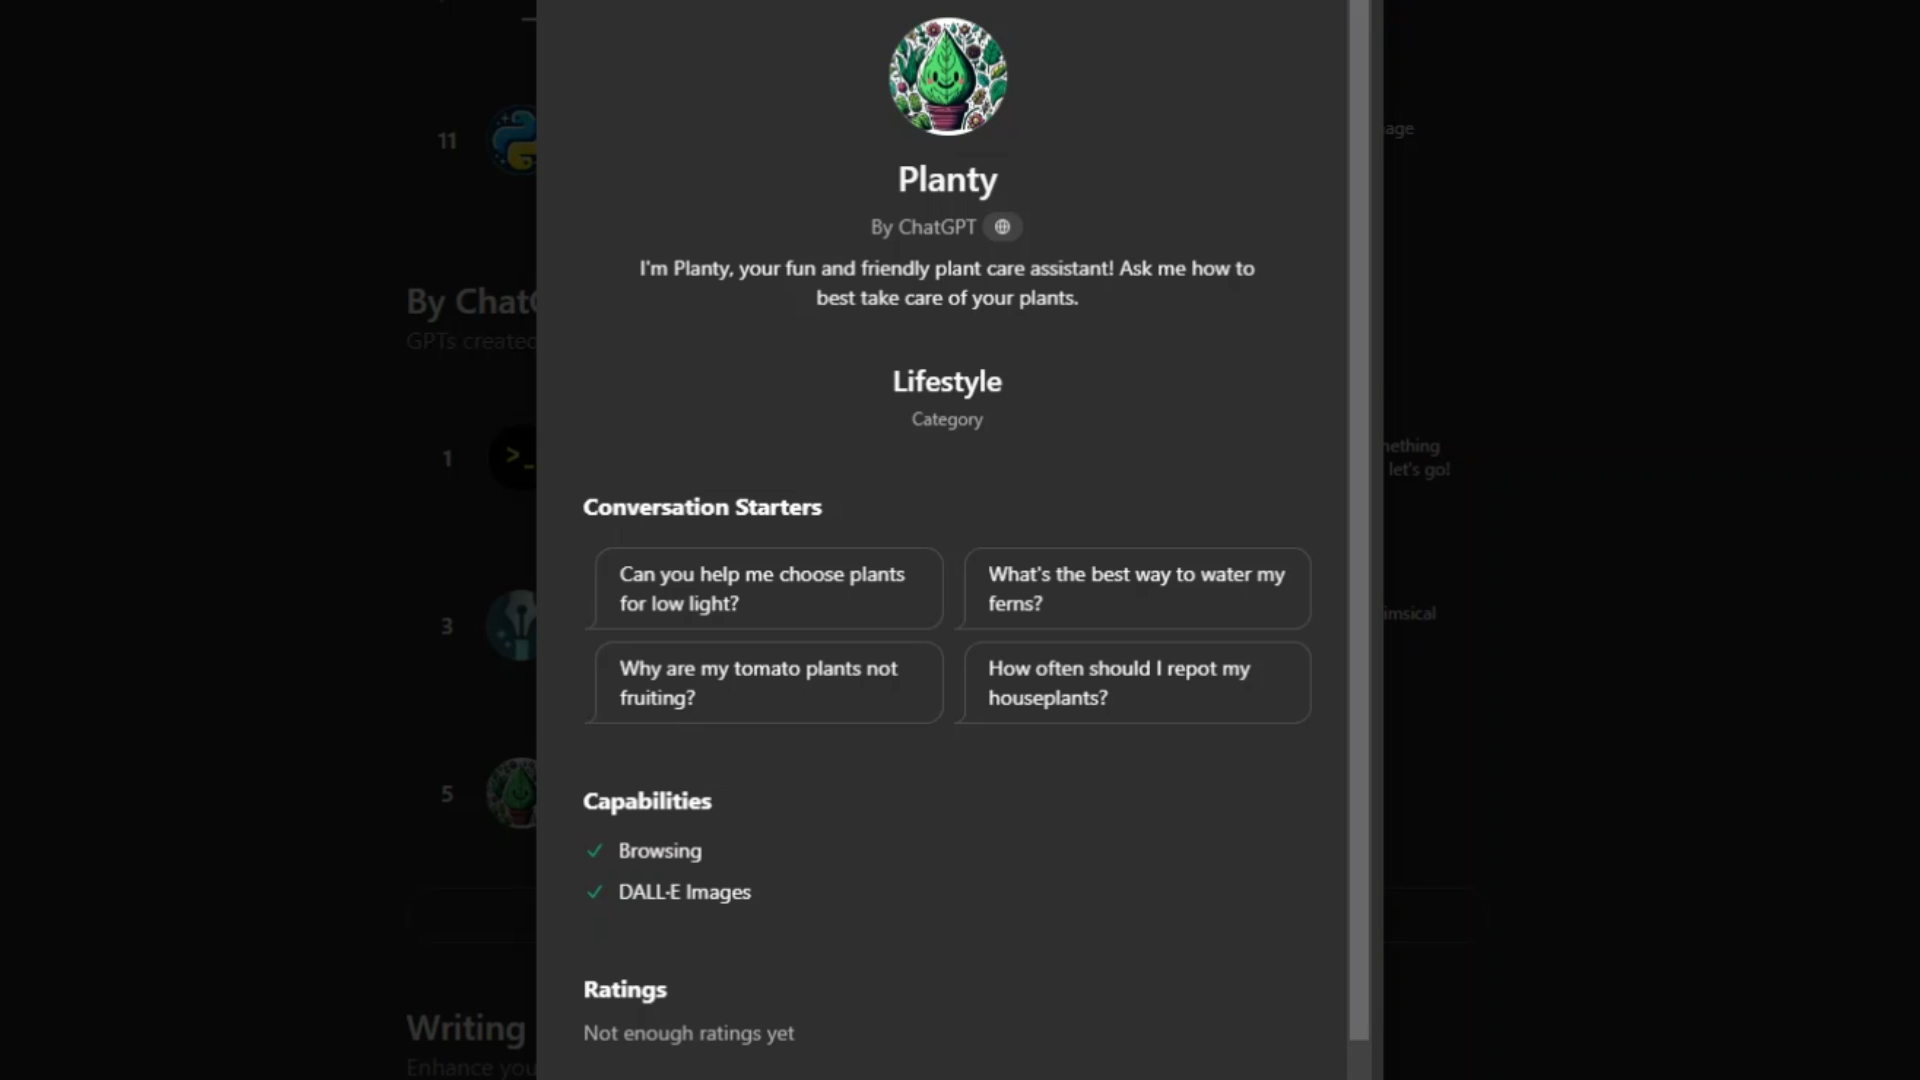 Planty
By ChatGPT
I'm Planty, your fun and friendly plant care assistant! Ask me how to
best take care of your plants.
Lifestyle
Category
Conversation Starters
Can you help me choose plants
for low light?
What's the best way to water my
ferns?
Why are my tomato plants not
fruiting?
How often should I repot my
houseplants?
Capabilities
Browsing
DALL·E Images
Ratings
Not enough ratings yet
11
By Chat
GPTs created
1
>_
3
5
Writing
Enhance you
let's go!